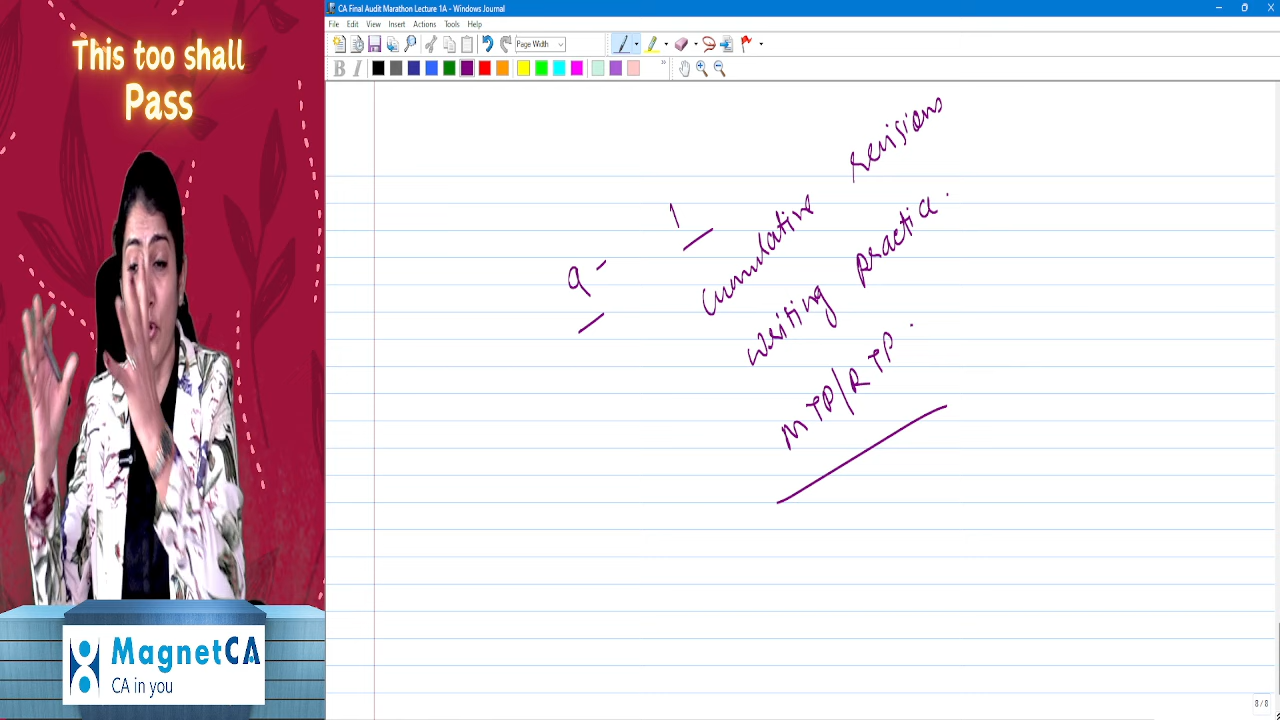 This too shall
Pass
CA Final Audit Marathon Lecture 1A - Windows Journal
File Edit View Insert Actions Tools Help
Page Width
B I
1
9-
Cumulative revisions
Writing practice.
MTP/RTP.
MagnetCA
CA in you
8 / 8